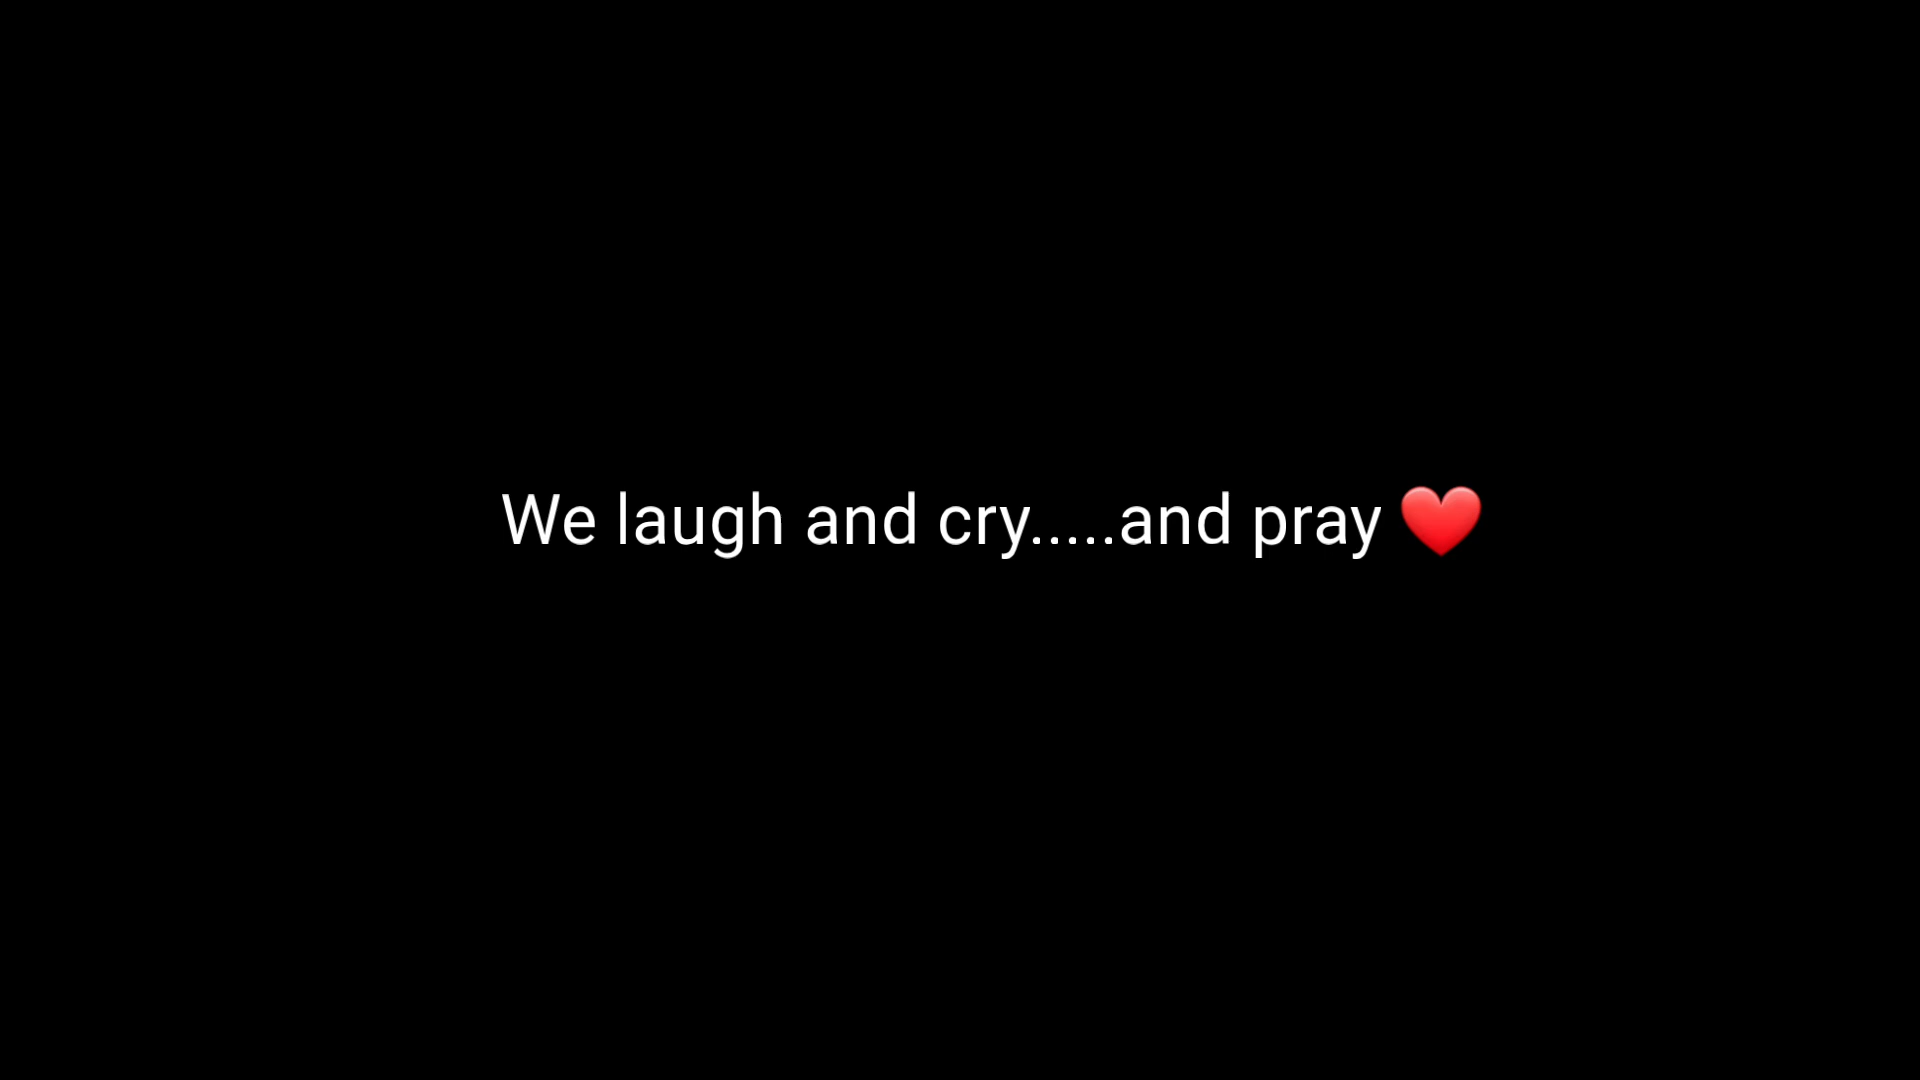 We laugh and cry.....and pray ❤️